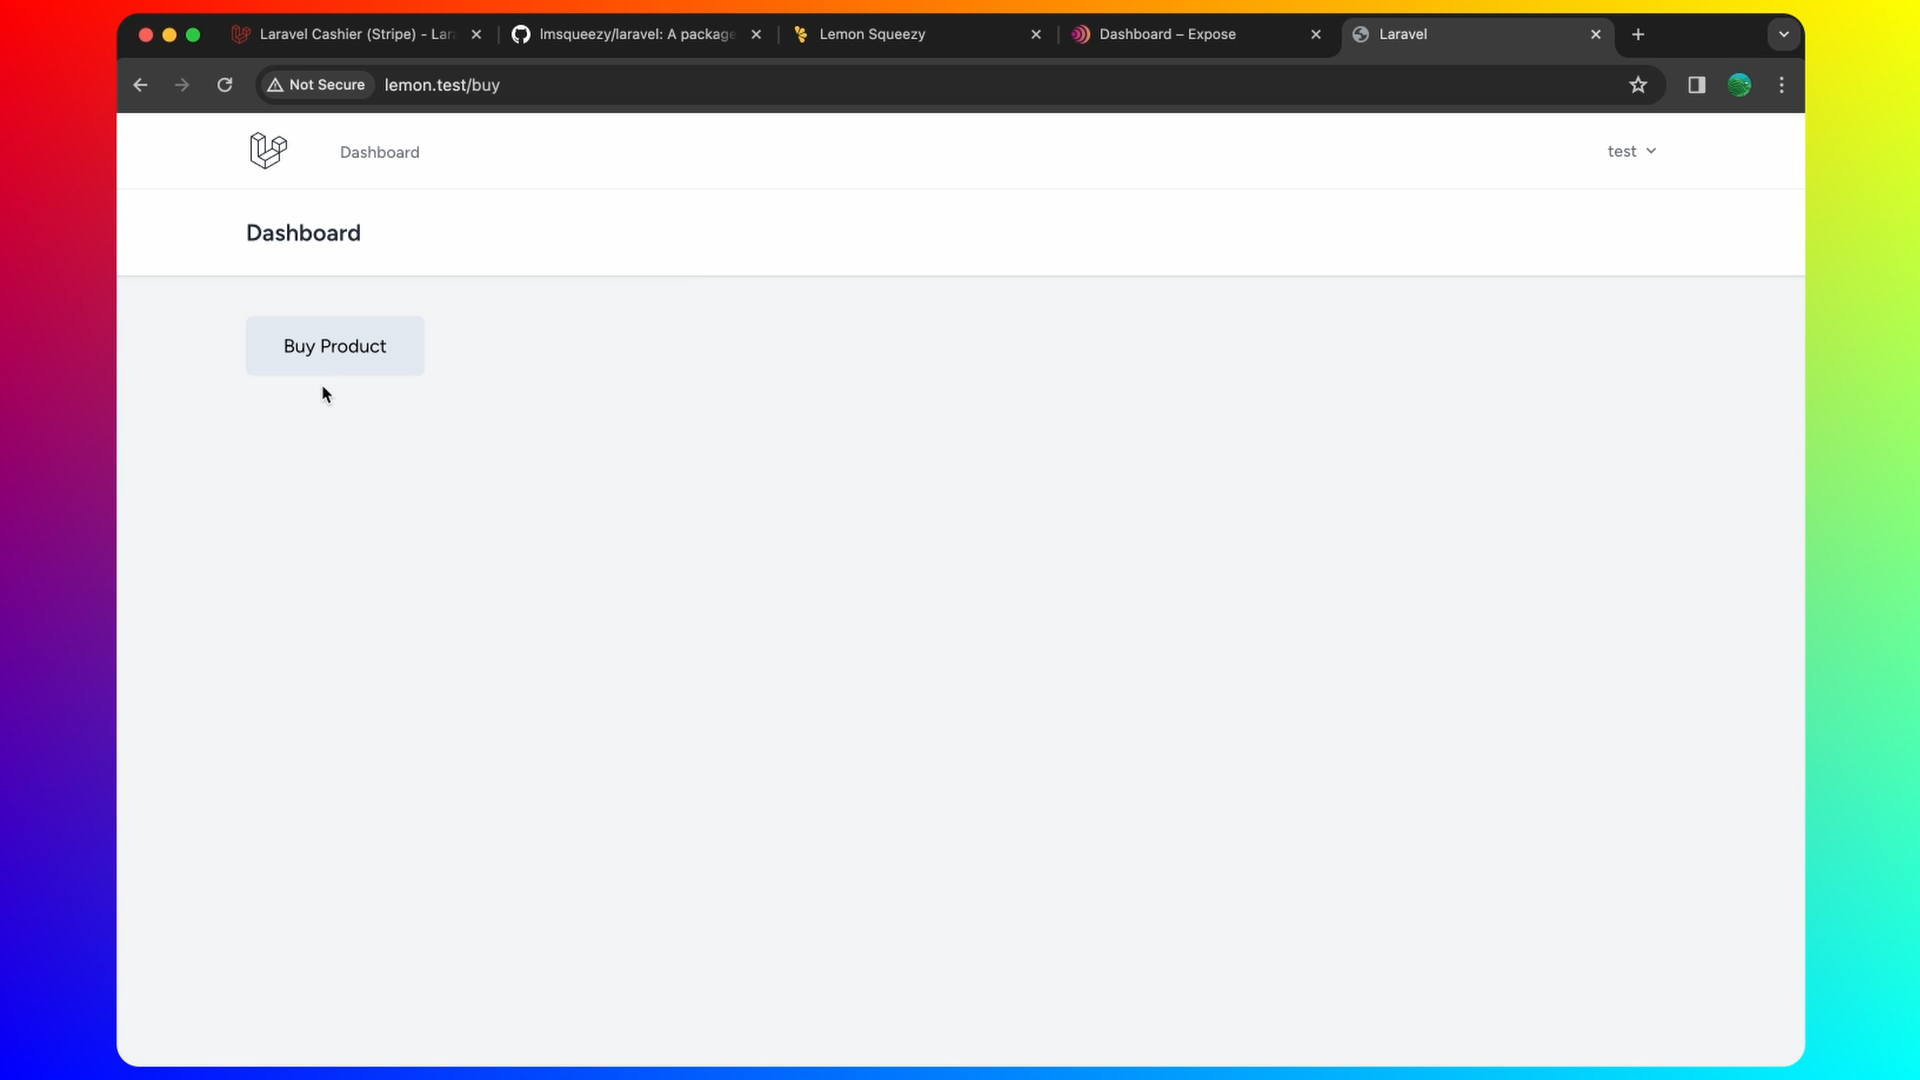 Laravel Cashier (Stripe) - Lar
lmsqueezy/laravel: A package
Lemon Squeezy
Dashboard – Expose
Laravel
Not Secure
lemon.test/buy
Dashboard
test
Dashboard
Buy Product